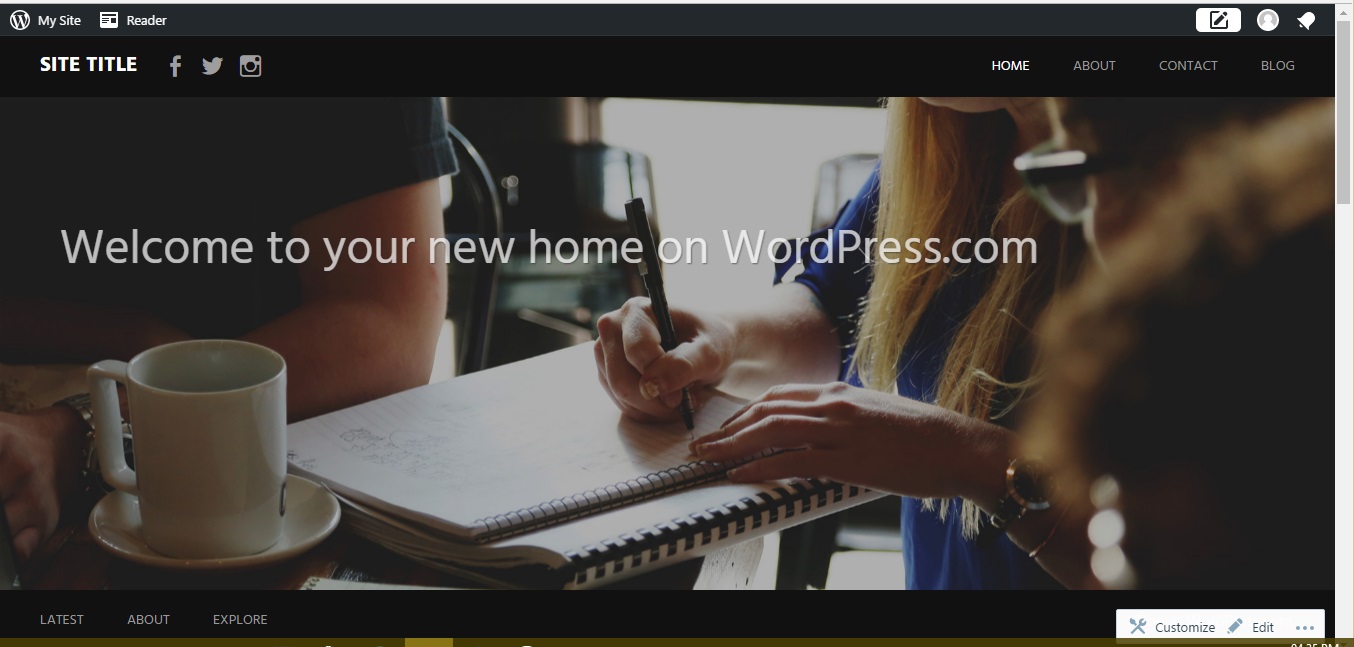 My Site Reader
SITE TITLE HOME ABOUT CONTACT BLOG
Welcome to your new home on WordPress.com
LATEST ABOUT EXPLORE
Customize Edit